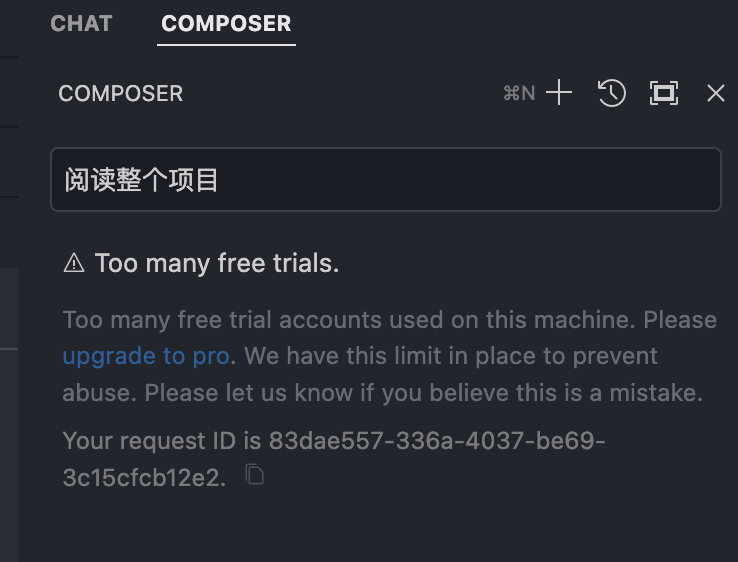 CHAT COMPOSER
COMPOSER ⌘N
阅读整个项目
Too many free trials.
Too many free trial accounts used on this machine. Please
upgrade to pro. We have this limit in place to prevent
abuse. Please let us know if you believe this is a mistake.
Your request ID is 83dae557-336a-4037-be69-
3c15cfcb12e2.